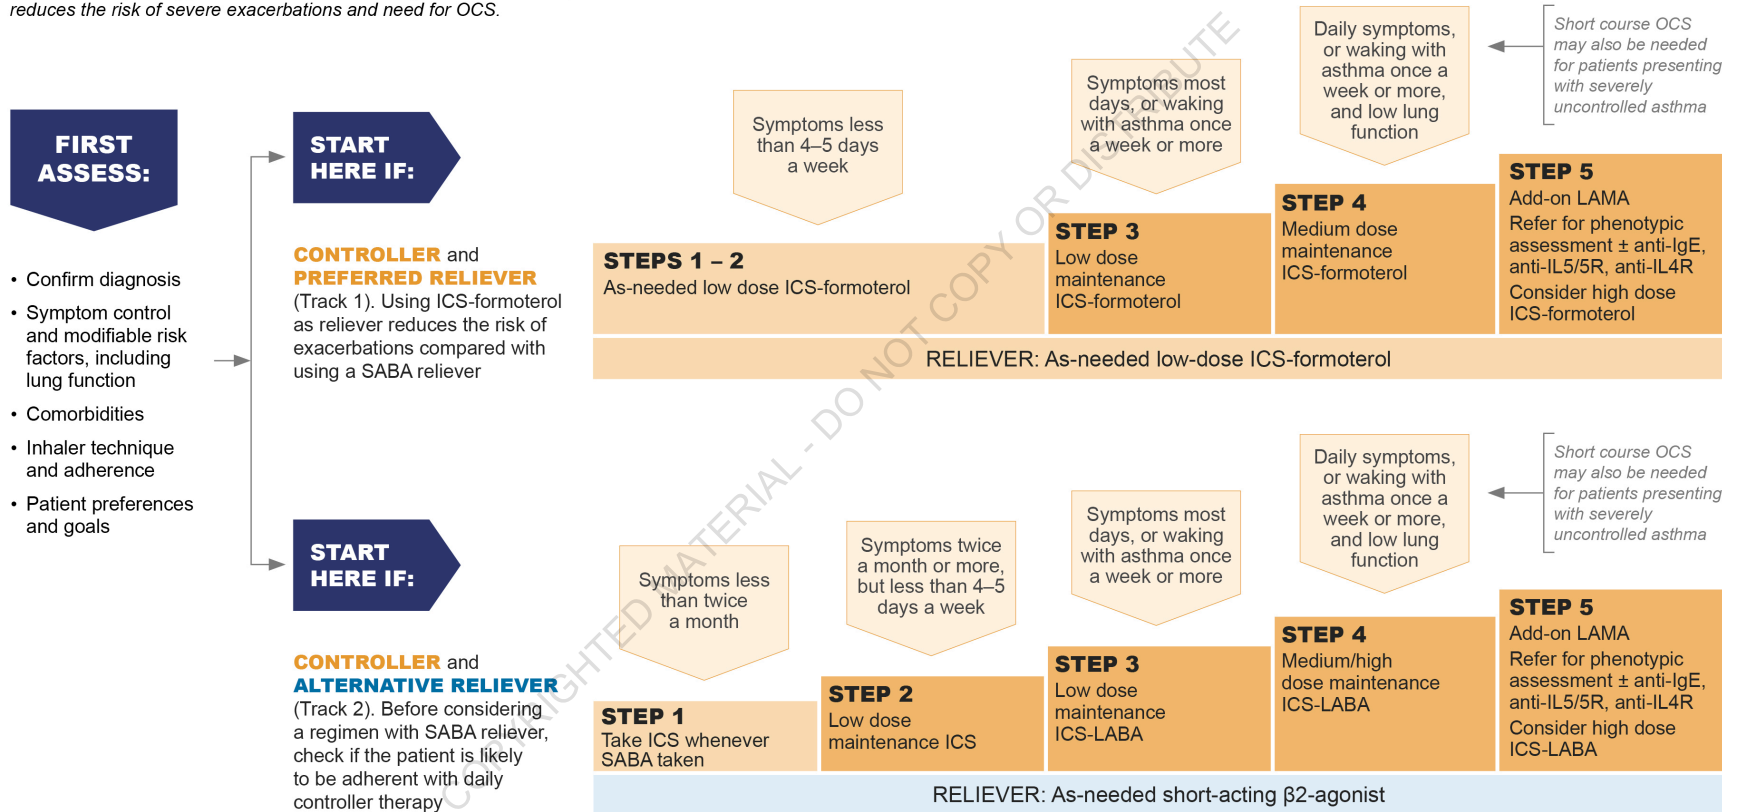 reduces the risk of severe exacerbations and need for OCS.
FIRST
ASSESS:
• Confirm diagnosis
• Symptom control
and modifiable risk
factors, including
lung function
• Comorbidities
• Inhaler technique
and adherence
• Patient preferences
and goals
START
HERE IF:
CONTROLLER and
PREFERRED RELIEVER
(Track 1). Using ICS-formoterol
as reliever reduces the risk of
exacerbations compared with
using a SABA reliever
Symptoms less
than 4–5 days
a week
Symptoms most
days, or waking
with asthma once
a week or more
Daily symptoms,
or waking with
asthma once a
week or more,
and low lung
function
Short course OCS
may also be needed
for patients presenting
with severely
uncontrolled asthma
STEPS 1 – 2
As-needed low dose ICS-formoterol
STEP 3
Low dose
maintenance
ICS-formoterol
STEP 4
Medium dose
maintenance
ICS-formoterol
STEP 5
Add-on LAMA
Refer for phenotypic
assessment ± anti-IgE,
anti-IL5/5R, anti-IL4R
Consider high dose
ICS-formoterol
RELIEVER: As-needed low-dose ICS-formoterol
START
HERE IF:
CONTROLLER and
ALTERNATIVE RELIEVER
(Track 2). Before considering
a regimen with SABA reliever,
check if the patient is likely
to be adherent with daily
controller therapy
Symptoms less
than twice
a month
Symptoms twice
a month or more,
but less than 4–5
days a week
Symptoms most
days, or waking
with asthma once
a week or more
Daily symptoms,
or waking with
asthma once a
week or more,
and low lung
function
Short course OCS
may also be needed
for patients presenting
with severely
uncontrolled asthma
STEP 1
Take ICS whenever
SABA taken
STEP 2
Low dose
maintenance ICS
STEP 3
Low dose
maintenance
ICS-LABA
STEP 4
Medium/high
dose maintenance
ICS-LABA
STEP 5
Add-on LAMA
Refer for phenotypic
assessment ± anti-IgE,
anti-IL5/5R, anti-IL4R
Consider high dose
ICS-LABA
RELIEVER: As-needed short-acting β2-agonist
COPYRIGHTED MATERIAL - DO NOT COPY OR DISTRIBUTE